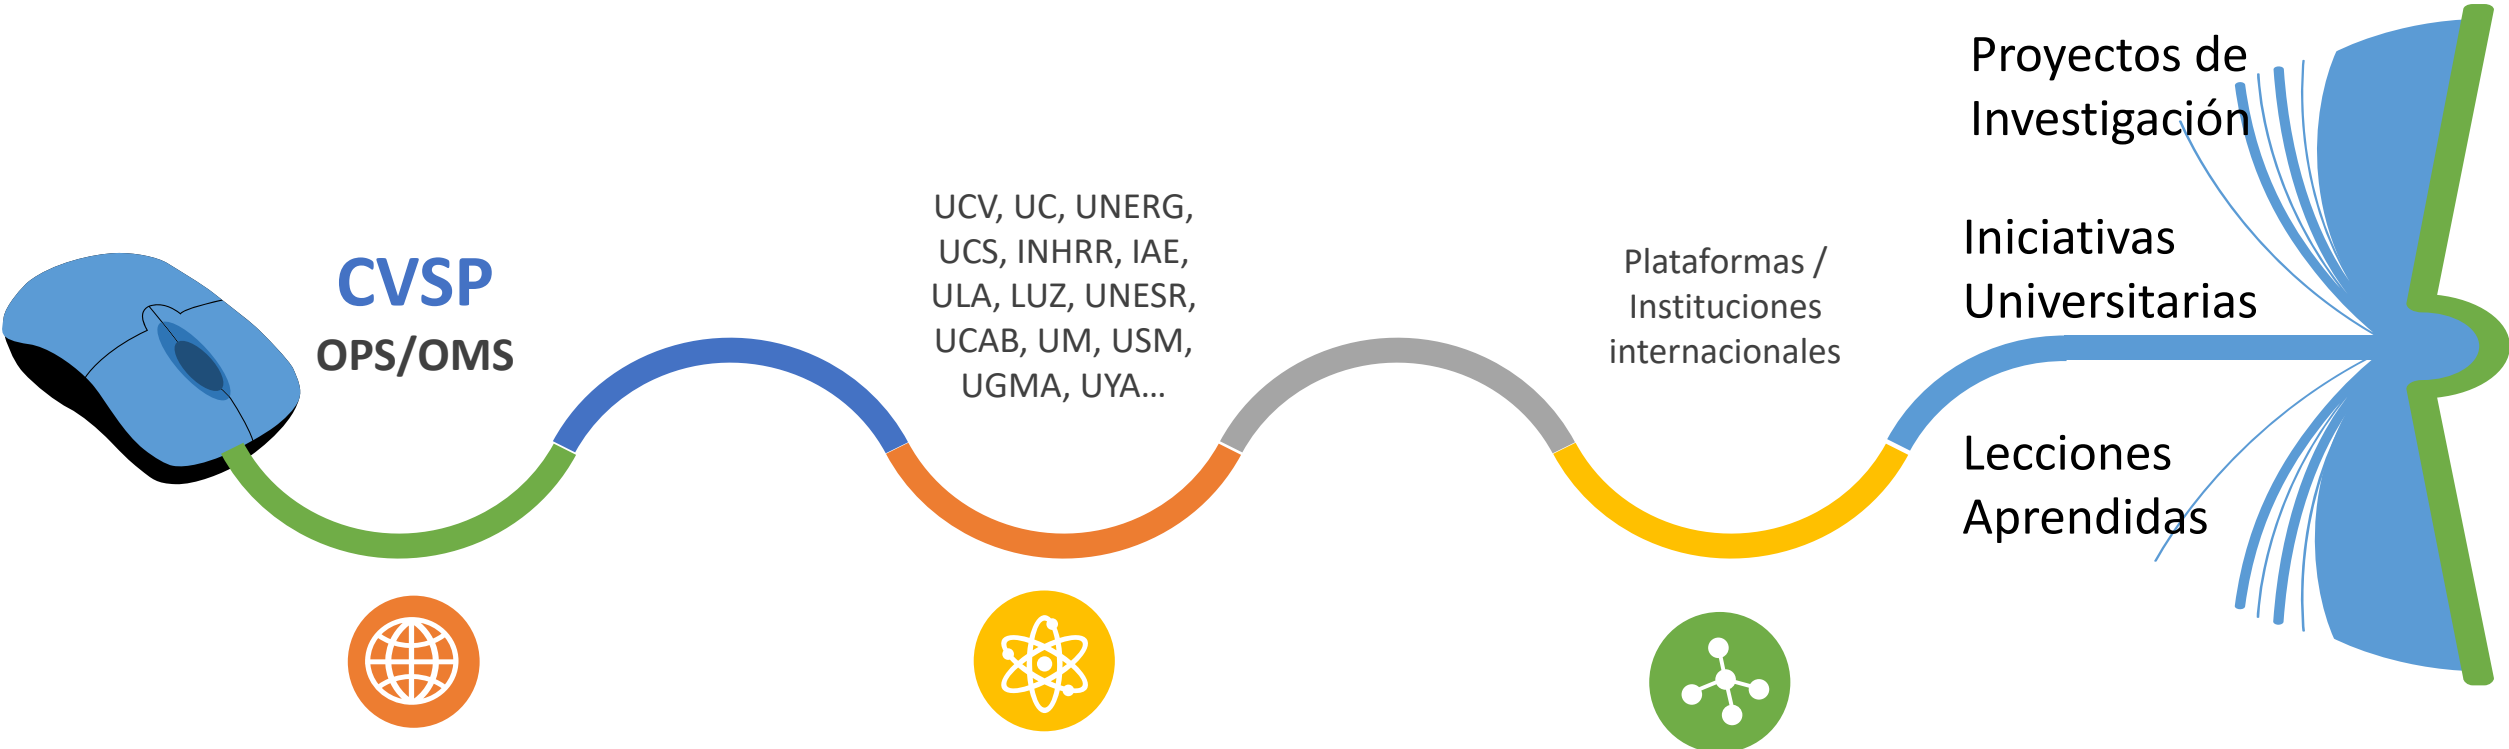 CVSP
OPS/OMS
UCV, UC, UNERG,
UCS, INHRR, IAE,
ULA, LUZ, UNESR,
UCAB, UM, USM,
UGMA, UYA...
Plataformas /
Instituciones
internacionales
Proyectos de
Investigación
Iniciativas
Universitarias
Lecciones
Aprendidas